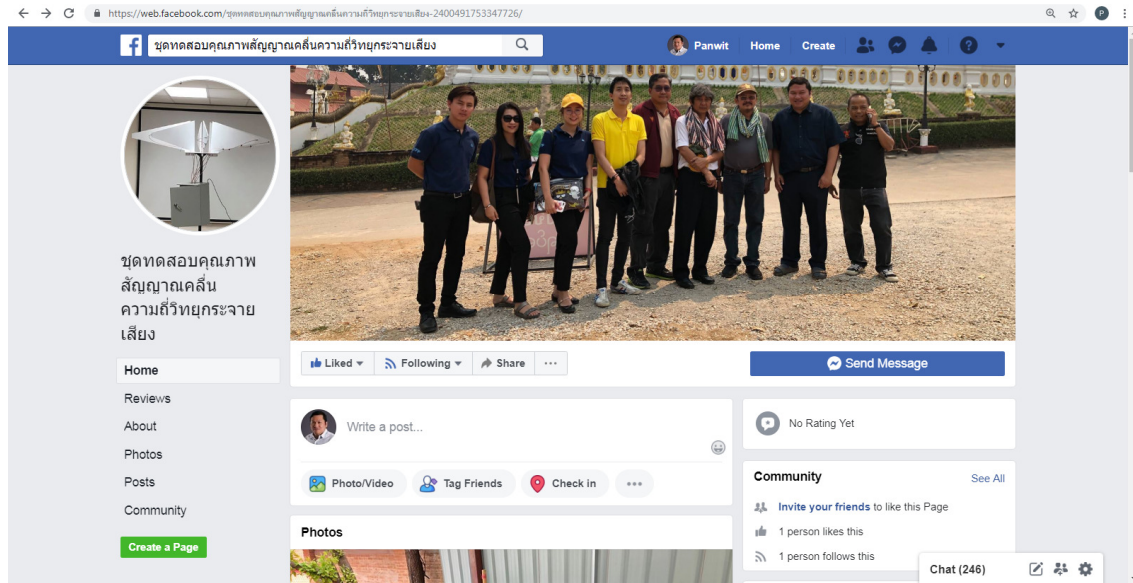 https://web.facebook.com/ชุดทดสอบคุณภาพสัญญาณคลื่นความถี่วิทยุกระจายเสียง-2400491753347726/
ชุดทดสอบคุณภาพสัญญาณคลื่นความถี่วิทยุกระจายเสียง
Panwit
Home
Create
ชุดทดสอบคุณภาพ
สัญญาณคลื่น
ความถี่วิทยุกระจาย
เสียง
Home
Reviews
About
Photos
Posts
Community
Create a Page
Liked
Following
Share
Send Message
Write a post...
Photo/Video
Tag Friends
Check in
Photos
No Rating Yet
Community
See All
Invite your friends to like this Page
1 person likes this
1 person follows this
Chat (246)